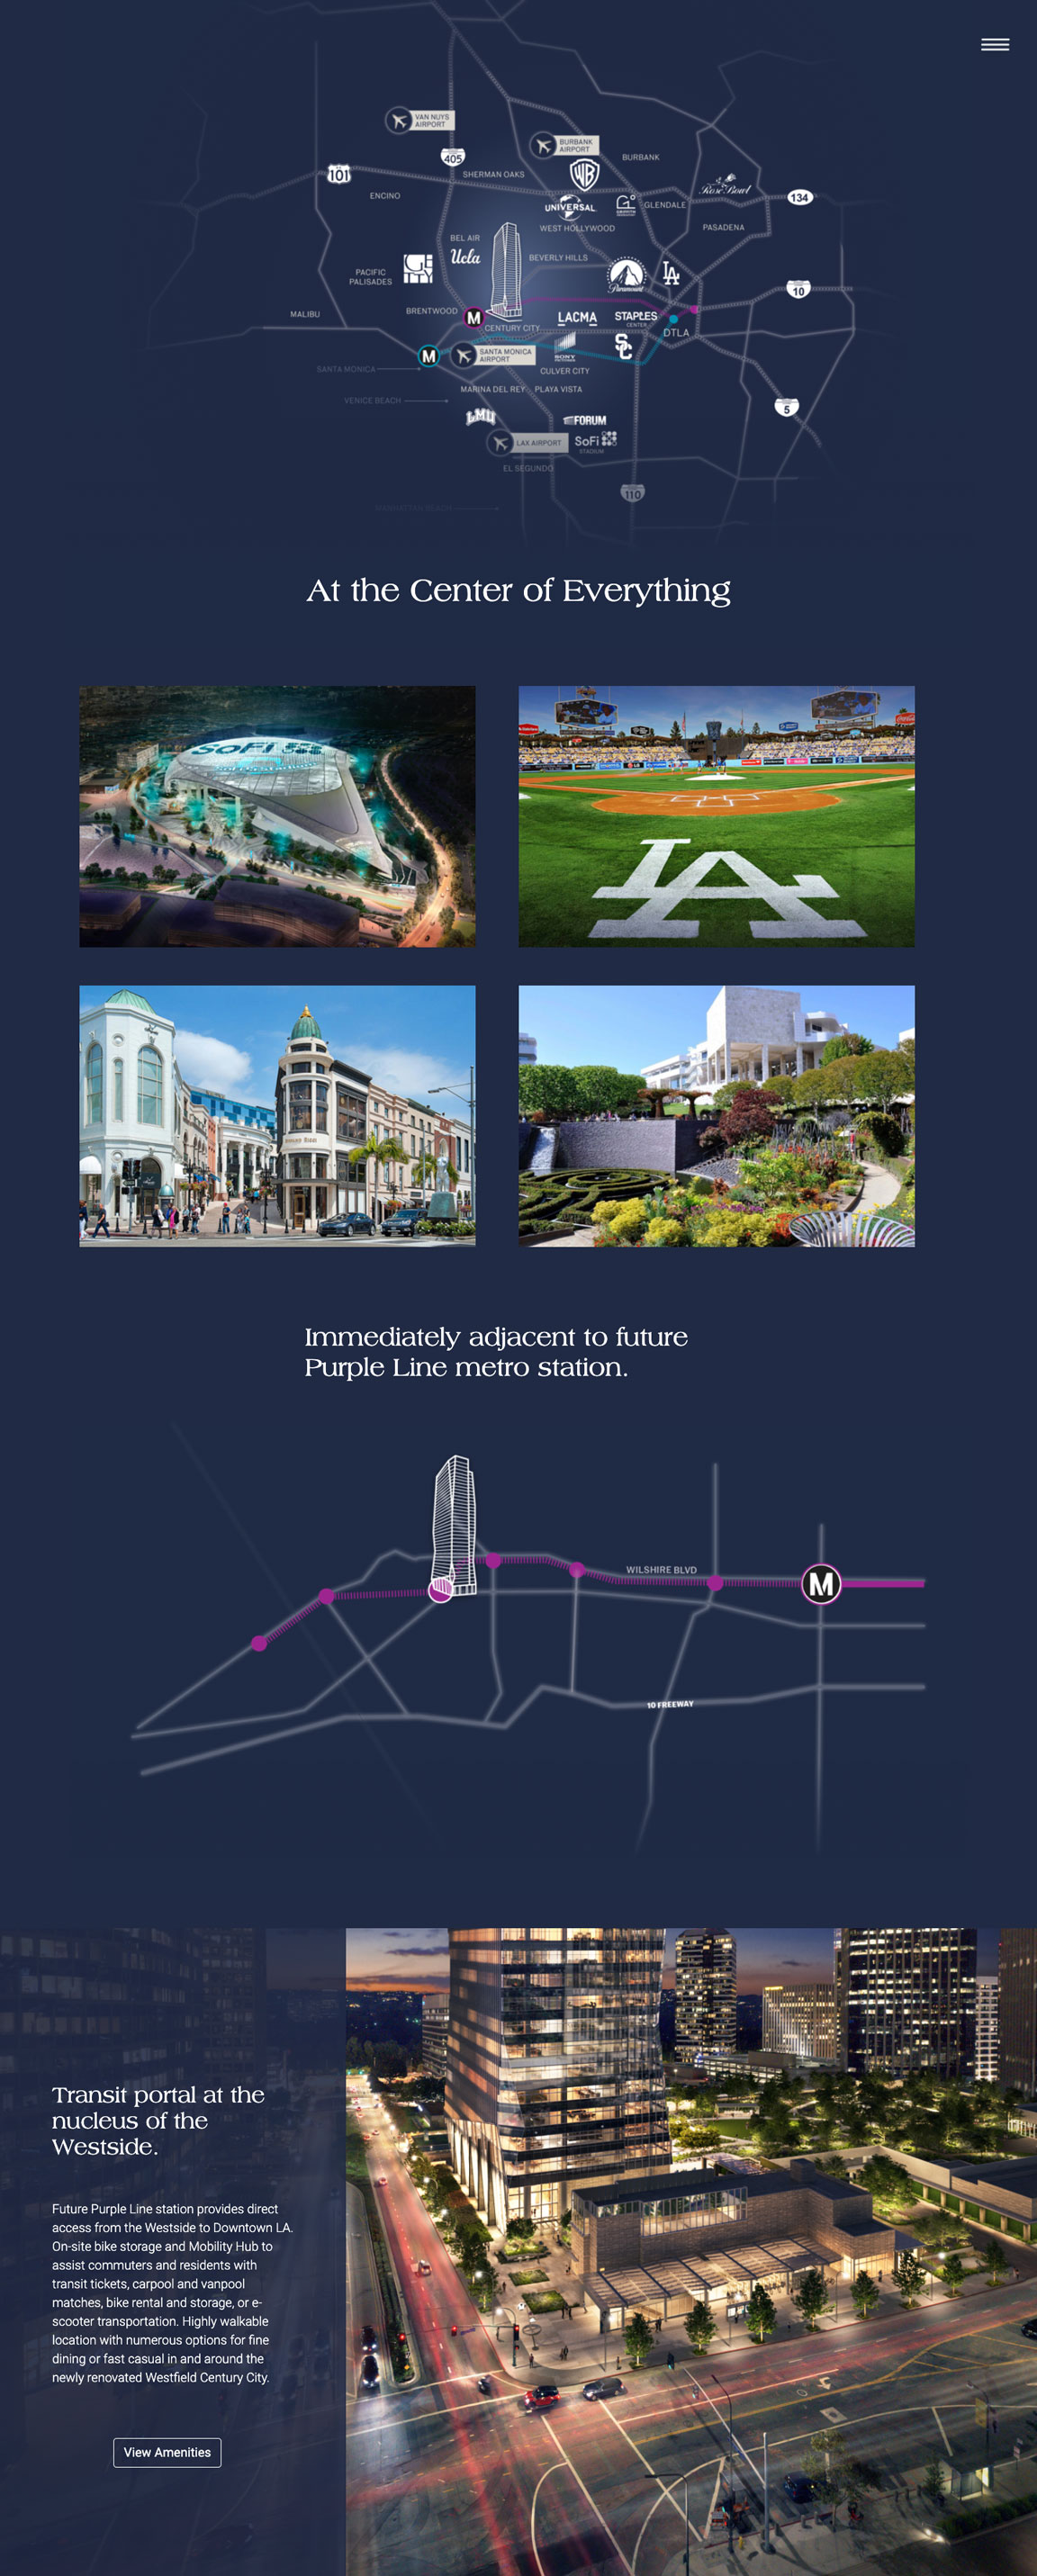 VAN NUYS
AIRPORT
BURBANK
AIRPORT
405
BURBANK
101
SHERMAN OAKS
WB
Rose Bowl
134
ENCINO
UNIVERSAL
GLENDALE
WEST HOLLYWOOD
PASADENA
BEL AIR
Ucla
BEVERLY HILLS
PACIFIC
PALISADES
Paramount
LA
10
BRENTWOOD
M
MALIBU
LACMA
STAPLES
CENTER
CENTURY CITY
DTLA
M
SANTA MONICA
AIRPORT
SONY
PICTURES
SC
SANTA MONICA
CULVER CITY
MARINA DEL REY
PLAYA VISTA
VENICE BEACH
5
LMU
FORUM
LAX AIRPORT
SoFi
STADIUM
EL SEGUNDO
110
MANHATTAN BEACH
At the Center of Everything
SoFi
LA
Immediately adjacent to future
Purple Line metro station.
WILSHIRE BLVD
M
10 FREEWAY
Transit portal at the
nucleus of the
Westside.
Future Purple Line station provides direct
access from the Westside to Downtown LA.
On-site bike storage and Mobility Hub to
assist commuters and residents with
transit tickets, carpool and vanpool
matches, bike rental and storage, or e-
scooter transportation. Highly walkable
location with numerous options for fine
dining or fast casual in and around the
newly renovated Westfield Century City.
View Amenities